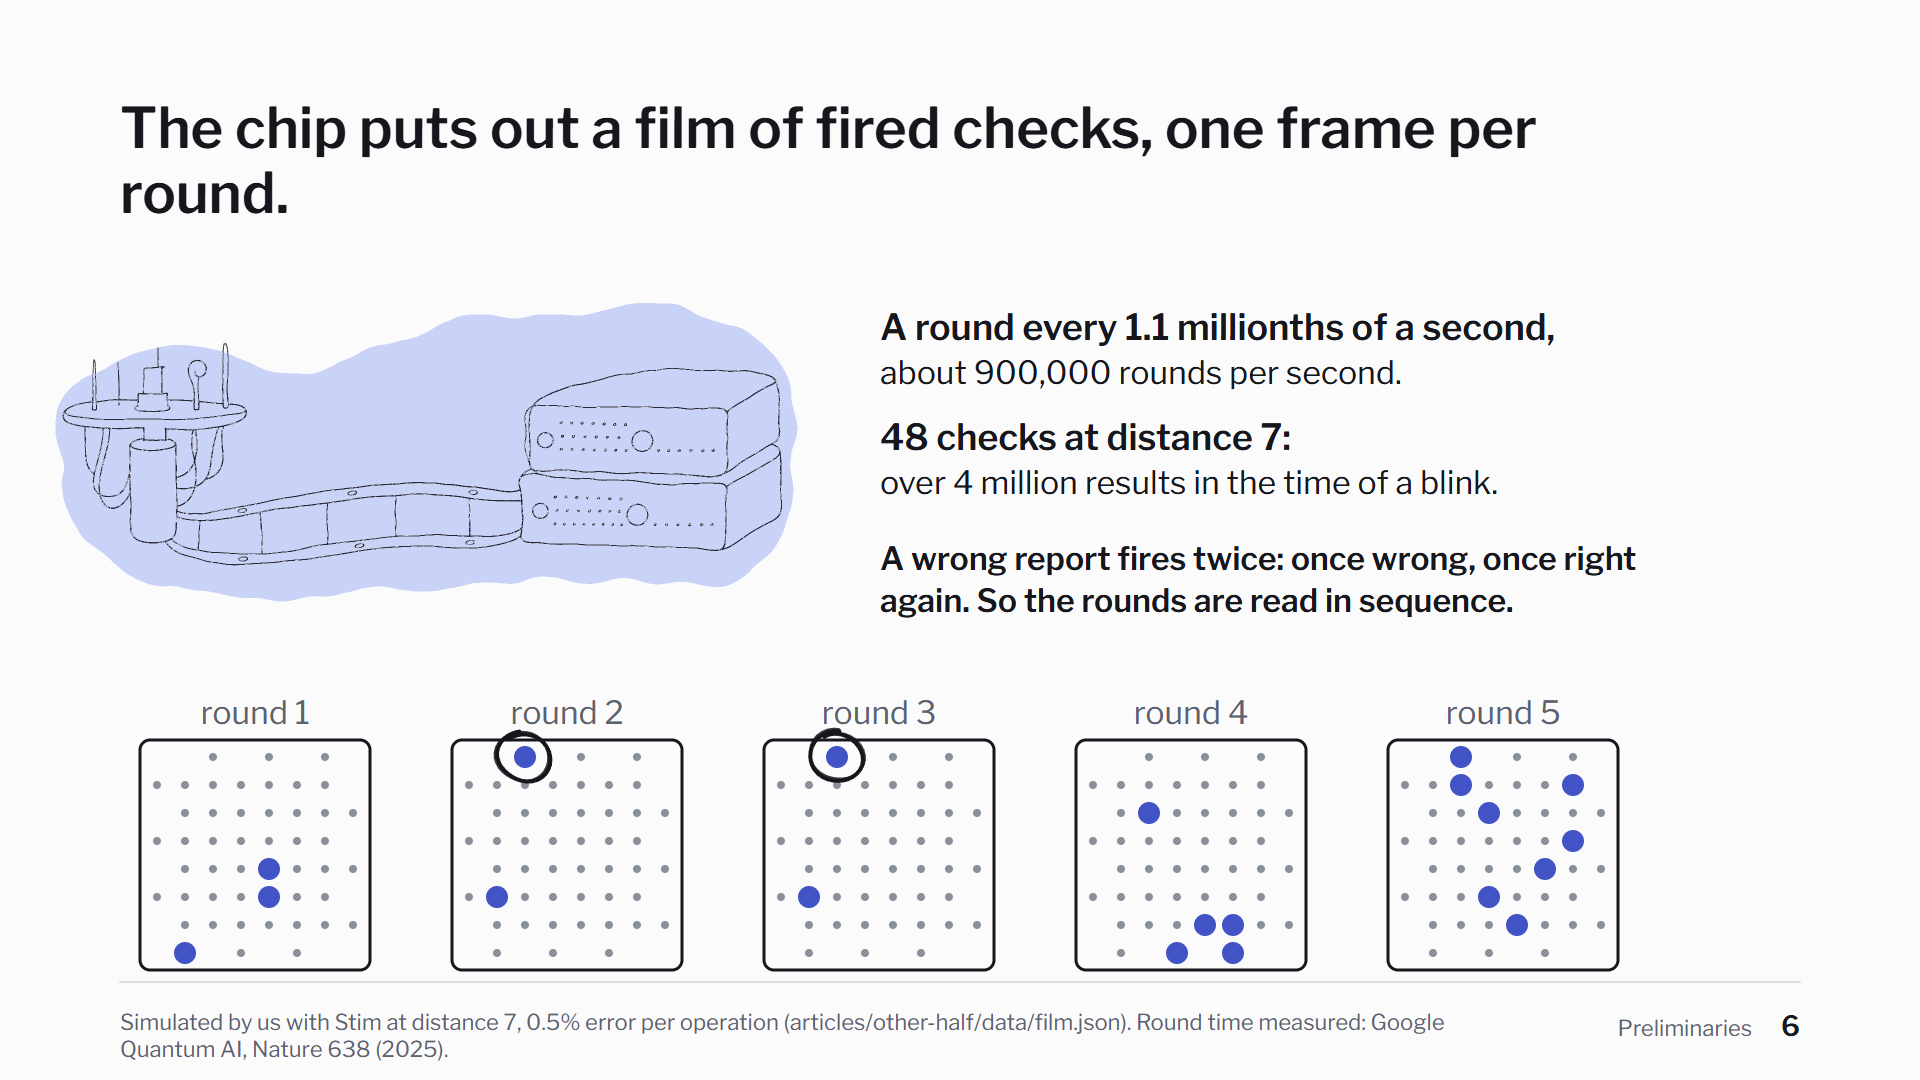 The chip puts out a film of fired checks, one frame per
round.
A round every 1.1 millionths of a second,
about 900,000 rounds per second.
48 checks at distance 7:
over 4 million results in the time of a blink.
A wrong report fires twice: once wrong, once right
again. So the rounds are read in sequence.
round 1
round 2
round 3
round 4
round 5
Simulated by us with Stim at distance 7, 0.5% error per operation (articles/other-half/data/film.json). Round time measured: Google
Quantum AI, Nature 638 (2025).
Preliminaries 6